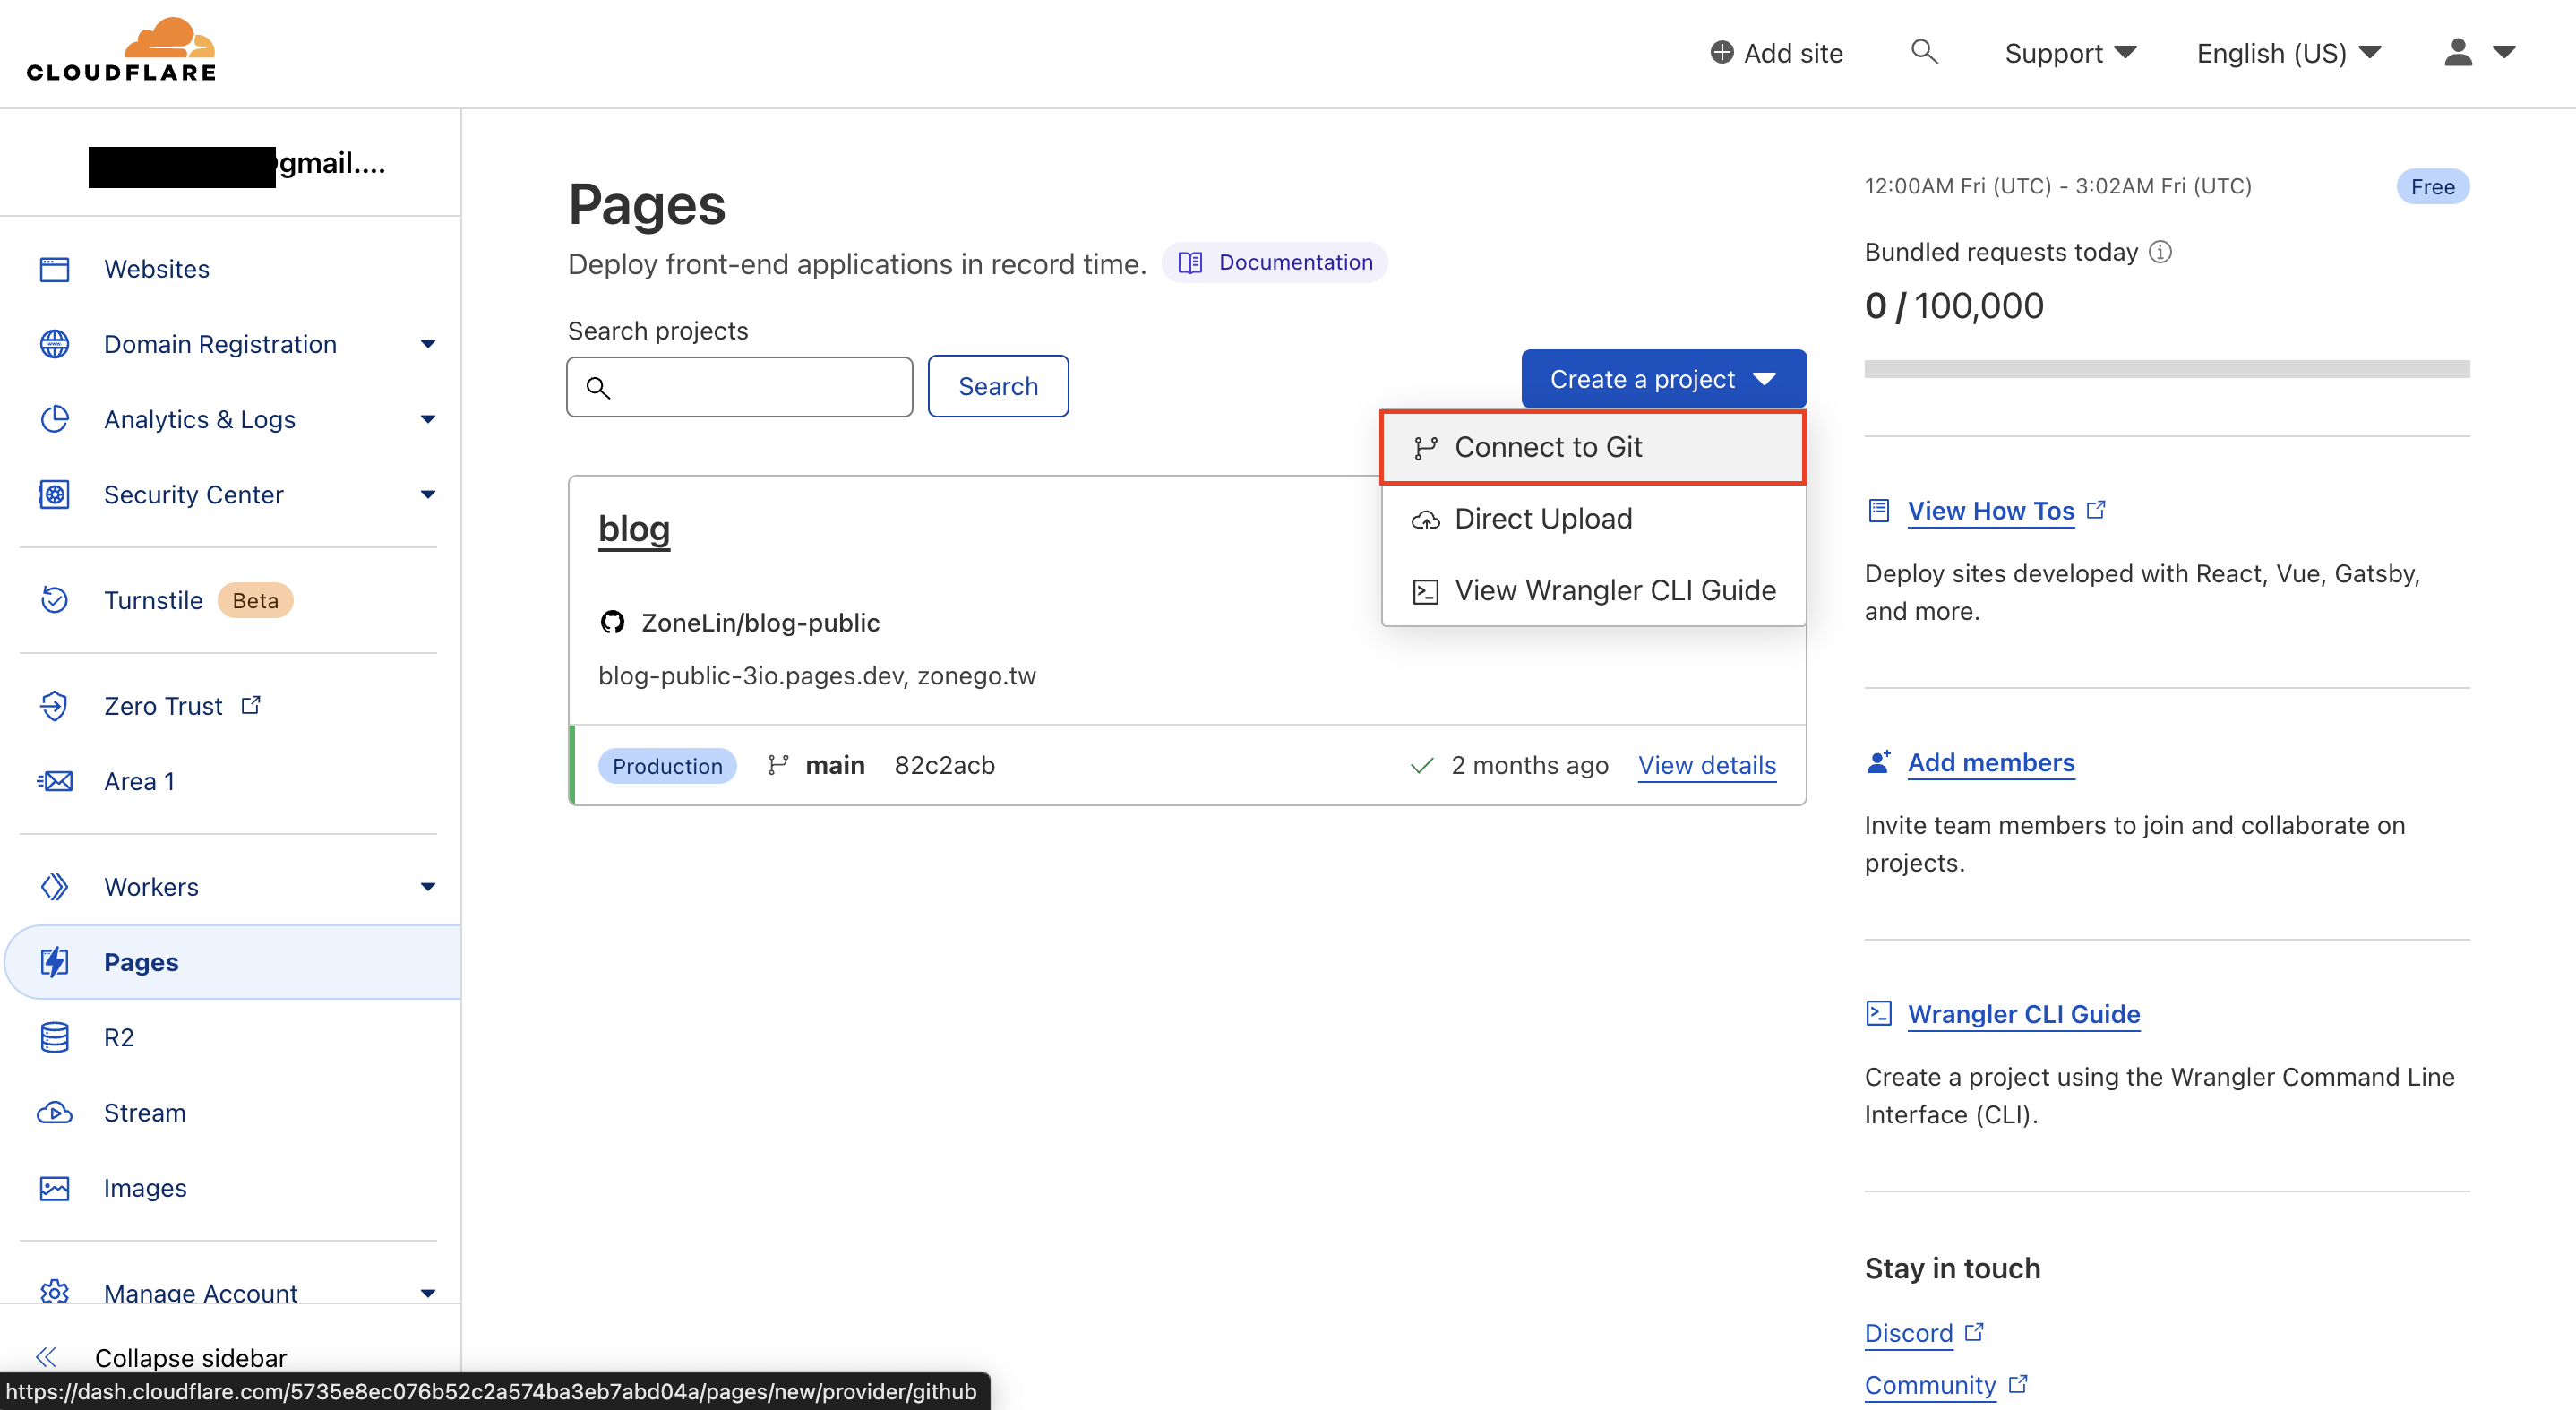 CLOUDFLARE
Add site
Support
English (US)
gmail....
Websites
Domain Registration
Analytics & Logs
Security Center
Turnstile Beta
Zero Trust
Area 1
Workers
Pages
R2
Stream
Images
Manage Account
Collapse sidebar
https://dash.cloudflare.com/5735e8ec076b52c2a574ba3eb7abd04a/pages/new/provider/github
Pages
Deploy front-end applications in record time. Documentation
Search projects
Search
Create a project
Connect to Git
Direct Upload
View Wrangler CLI Guide
blog
ZoneLin/blog-public
blog-public-3io.pages.dev, zonego.tw
Production main 82c2acb 2 months ago View details
12:00AM Fri (UTC) - 3:02AM Fri (UTC) Free
Bundled requests today
0 / 100,000
View How Tos
Deploy sites developed with React, Vue, Gatsby,
and more.
Add members
Invite team members to join and collaborate on
projects.
Wrangler CLI Guide
Create a project using the Wrangler Command Line
Interface (CLI).
Stay in touch
Discord
Community